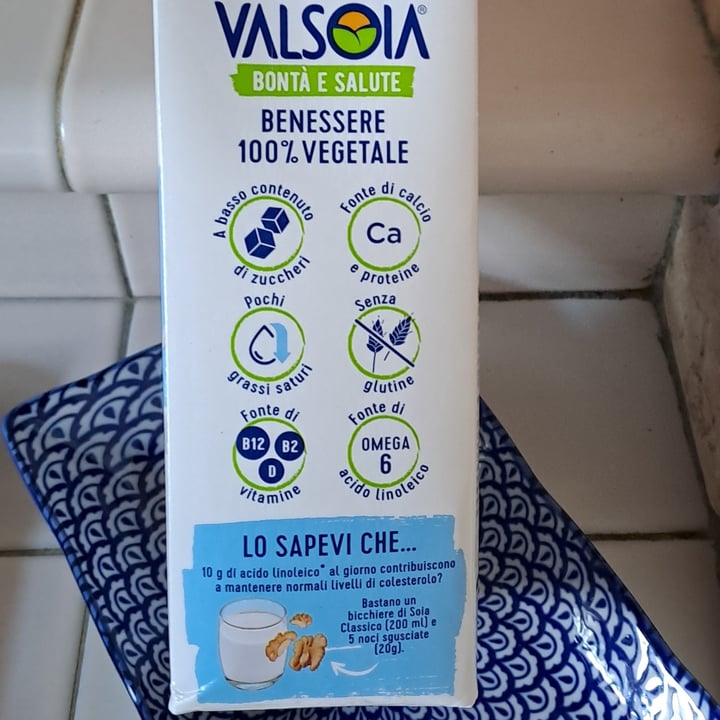 VALSOIA®
BONTÀ E SALUTE
BENESSERE
100% VEGETALE
A basso contenuto
di zuccheri
Fonte di calcio
Ca
e proteine
Pochi
grassi saturi
Senza
glutine
Fonte di
B12 B2
D
vitamine
Fonte di
OMEGA
6
acido linoleico
LO SAPEVI CHE...
10 g di acido linoleico* al giorno contribuiscono
a mantenere normali livelli di colesterolo?
Bastano un
bicchiere di Soia
Classico (200 ml) e
5 noci sgusciate
(20g).